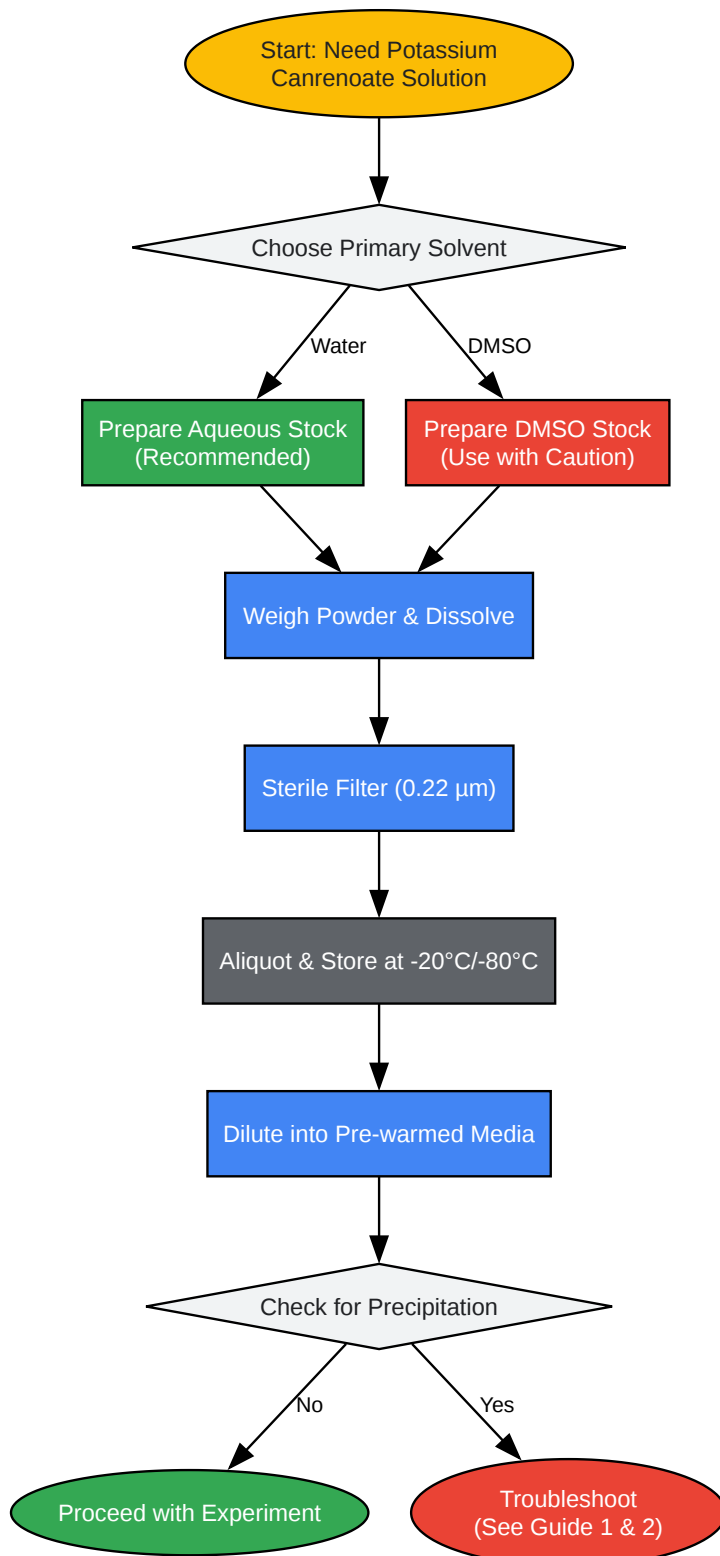 Start: Need Potassium
Canrenoate Solution
Choose Primary Solvent
Water
DMSO
Prepare Aqueous Stock
(Recommended)
Prepare DMSO Stock
(Use with Caution)
Weigh Powder & Dissolve
Sterile Filter (0.22 µm)
Aliquot & Store at -20°C/-80°C
Dilute into Pre-warmed Media
Check for Precipitation
No
Yes
Proceed with Experiment
Troubleshoot
(See Guide 1 & 2)